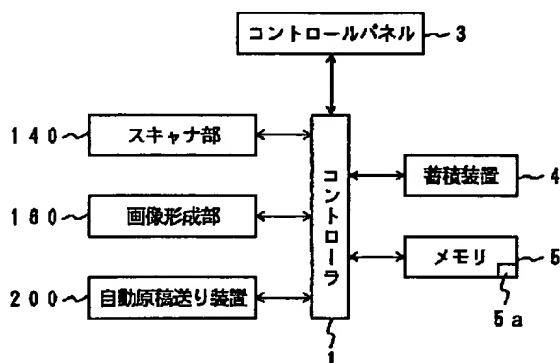 コントロールパネル 3
140 スキャナ部
コントローラ
蓄積装置 4
160 画像形成部
メモリ 5
5a
200 自動原稿送り装置
1